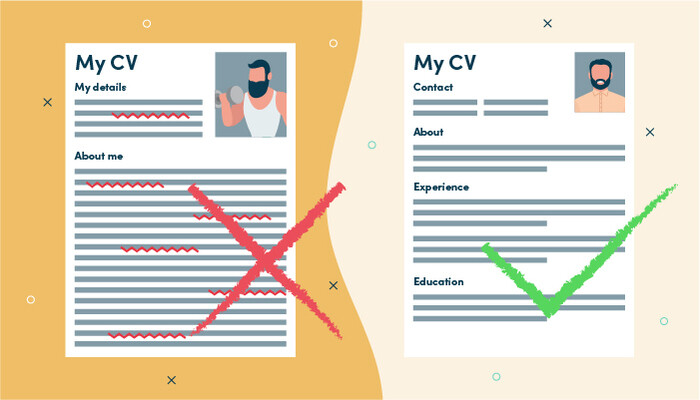 My CV
My details
About me
My CV
Contact
About
Experience
Education